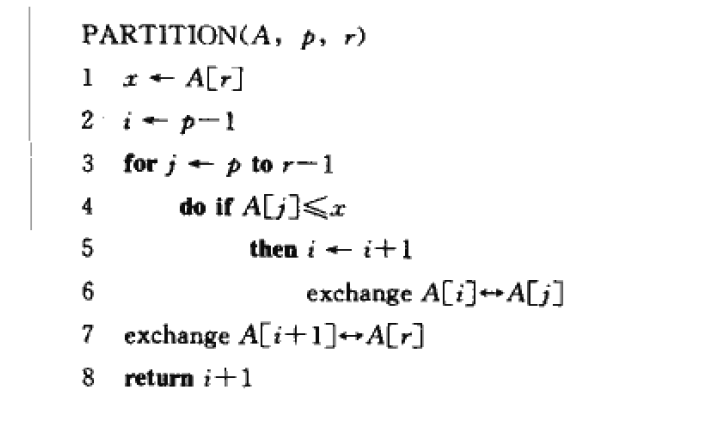 PARTITION(A, p, r)
1 x ← A[r]
2 i ← p－1
3 for j ← p to r－1
4 do if A[j]≤x
5 then i ← i＋1
6 exchange A[i]↔A[j]
7 exchange A[i＋1]↔A[r]
8 return i＋1